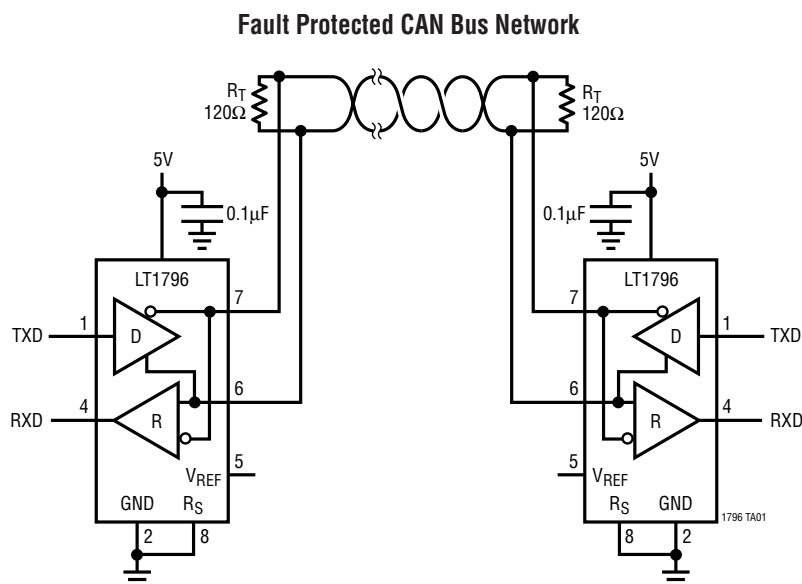 Fault Protected CAN Bus Network
RT
120Ω
RT
120Ω
5V
0.1µF
5V
0.1µF
LT1796
LT1796
7
7
TXD
1
D
D
1
TXD
6
6
RXD
4
R
R
4
RXD
VREF
5
5
VREF
GND
RS
RS
GND
2
8
8
2
1796 TA01